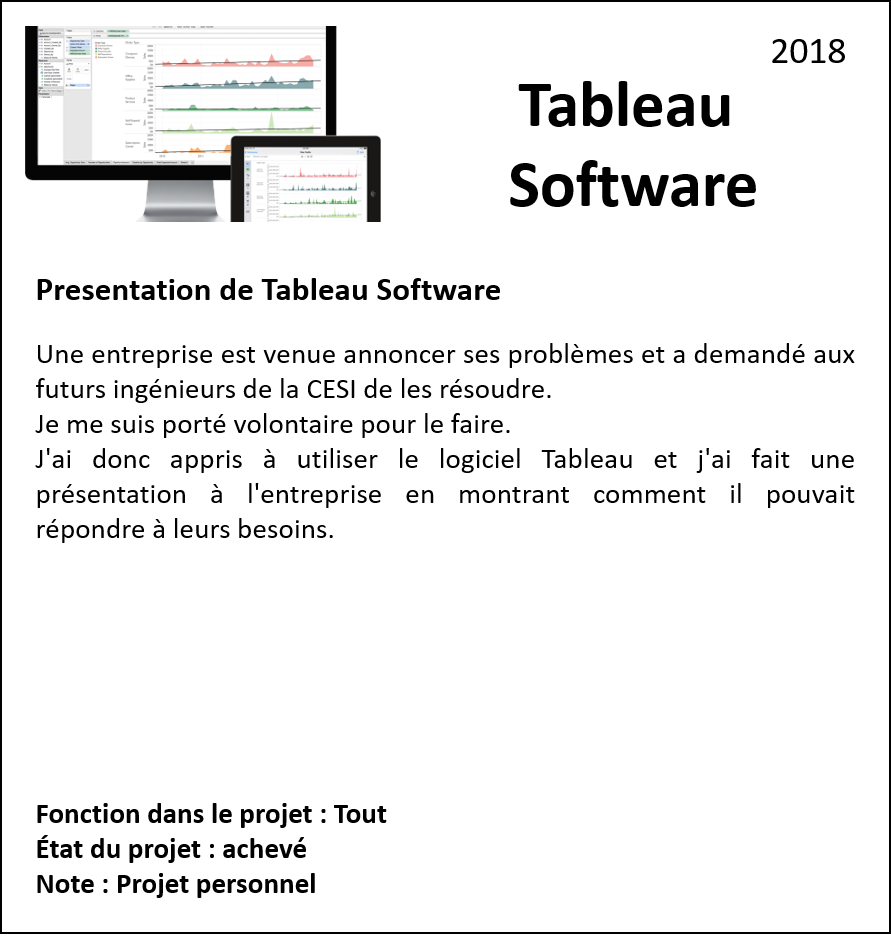 2018
Tableau
Software
Presentation de Tableau Software
Une entreprise est venue annoncer ses problèmes et a demandé aux
futurs ingénieurs de la CESI de les résoudre.
Je me suis porté volontaire pour le faire.
J'ai donc appris à utiliser le logiciel Tableau et j'ai fait une
présentation à l'entreprise en montrant comment il pouvait
répondre à leurs besoins.
Fonction dans le projet : Tout
État du projet : achevé
Note : Projet personnel